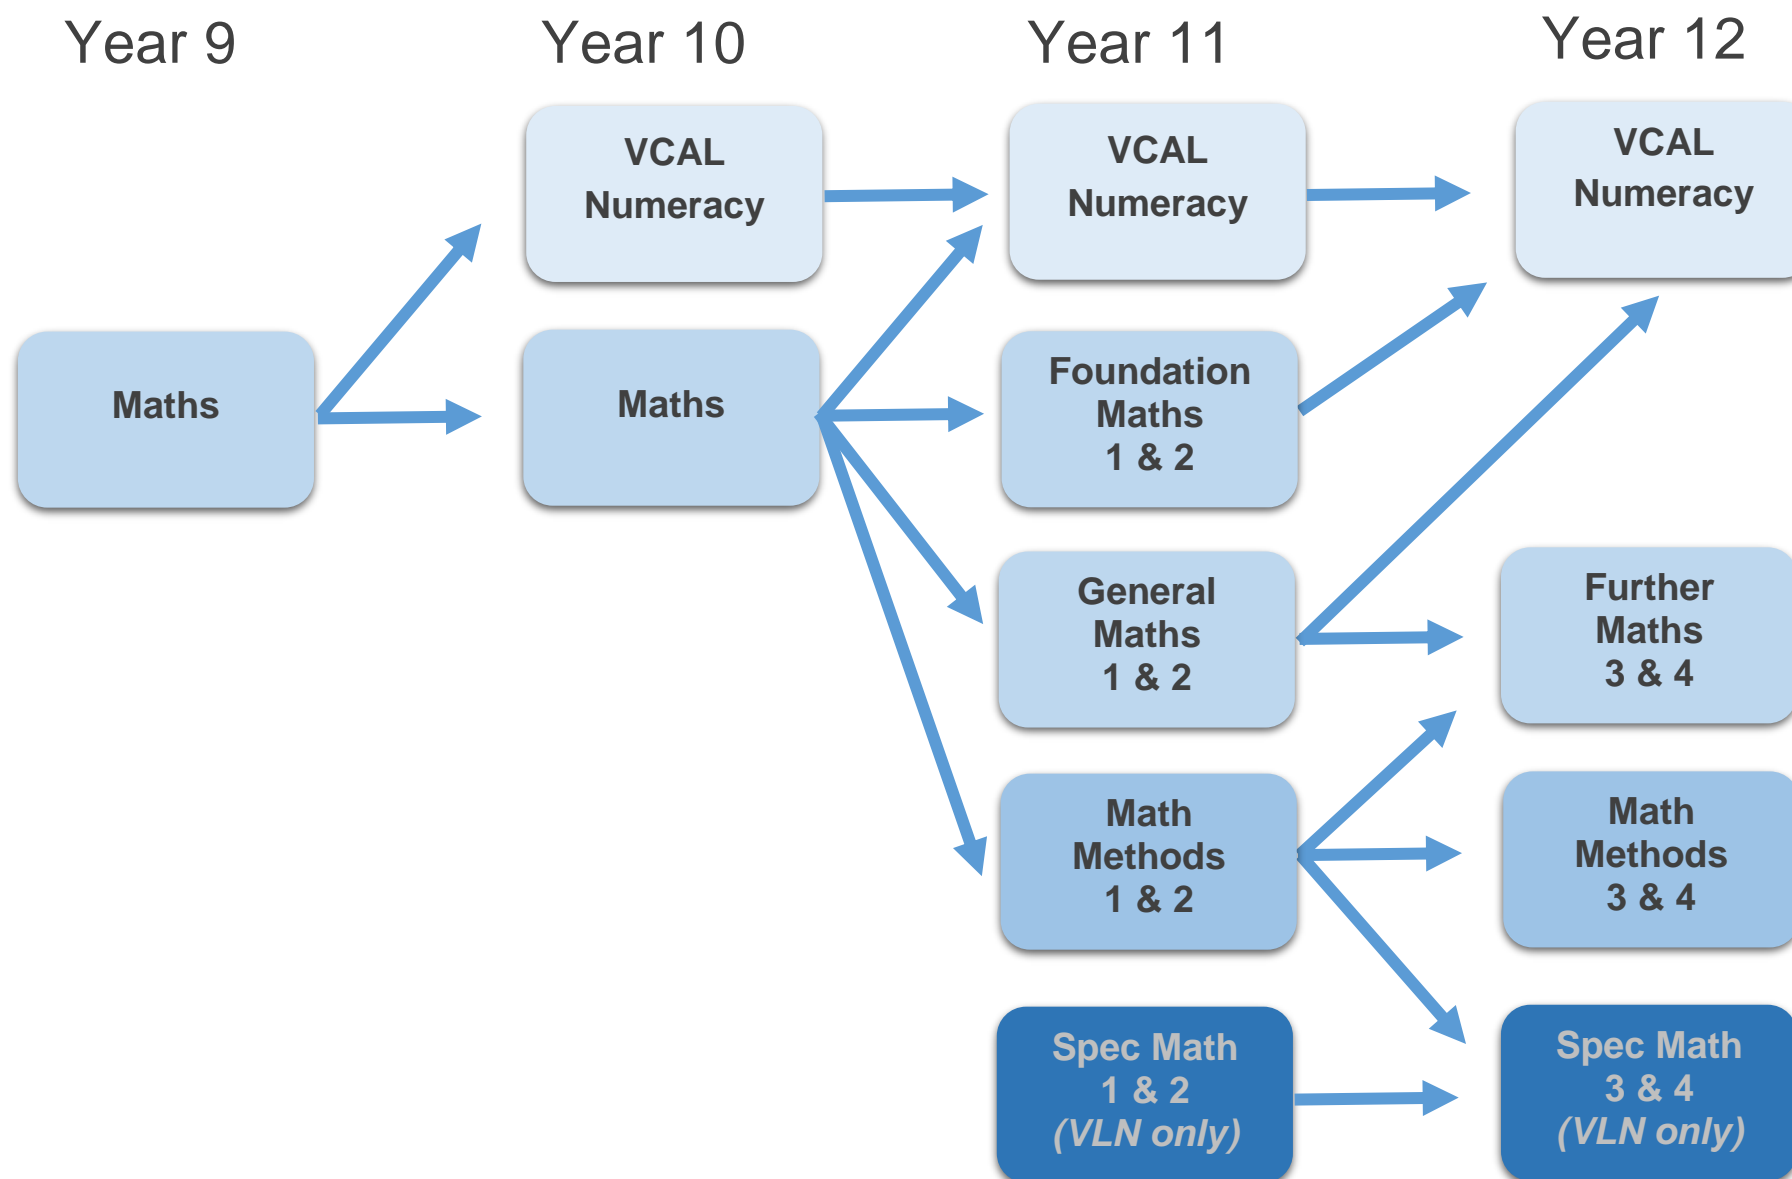 Year 9
Year 10
Year 11
Year 12
VCAL
Numeracy
VCAL
Numeracy
VCAL
Numeracy
Maths
Maths
Foundation
Maths
1 & 2
General
Maths
1 & 2
Further
Maths
3 & 4
Math
Methods
1 & 2
Math
Methods
3 & 4
Spec Math
1 & 2
(VLN only)
Spec Math
3 & 4
(VLN only)